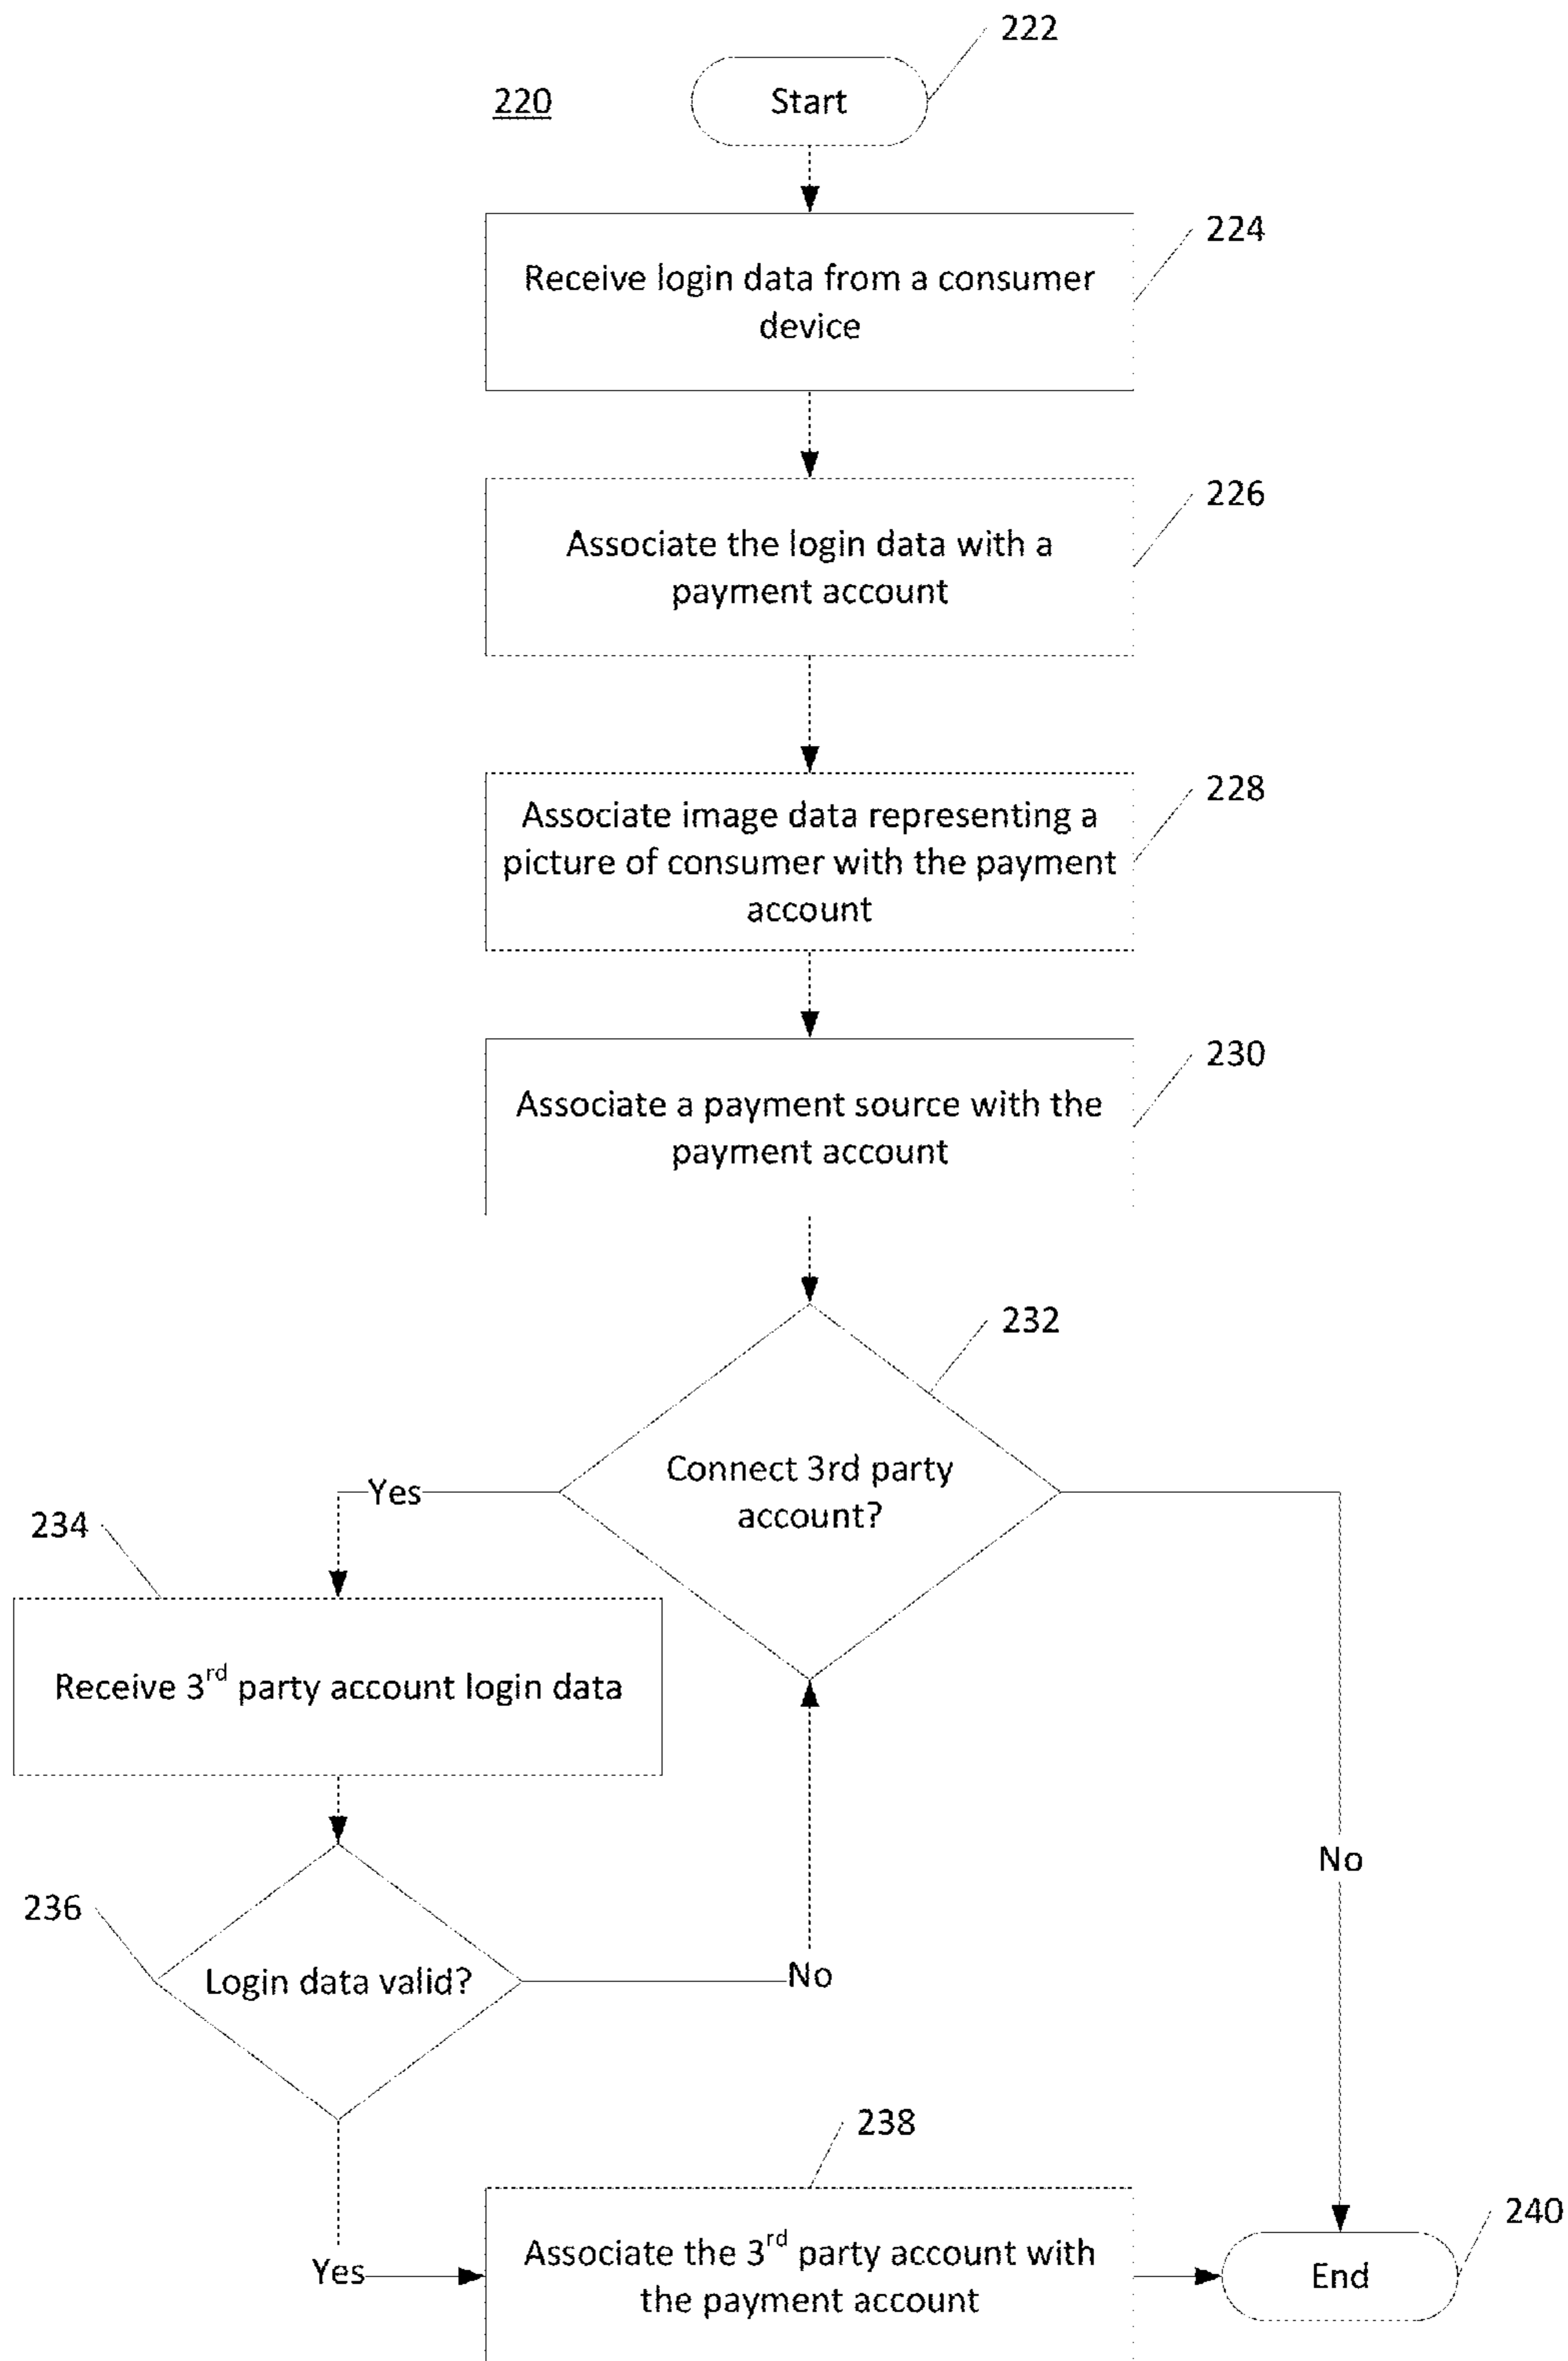 222
220
Start
224
Receive login data from a consumer
device
226
Associate the login data with a
payment account
228
Associate image data representing a
picture of consumer with the payment
account
230
Associate a payment source with the
payment account
232
Connect 3rd party
account?
Yes
234
Receive 3rd party account login data
No
236
Login data valid?
No
238
Associate the 3rd party account with
the payment account
Yes
240
End